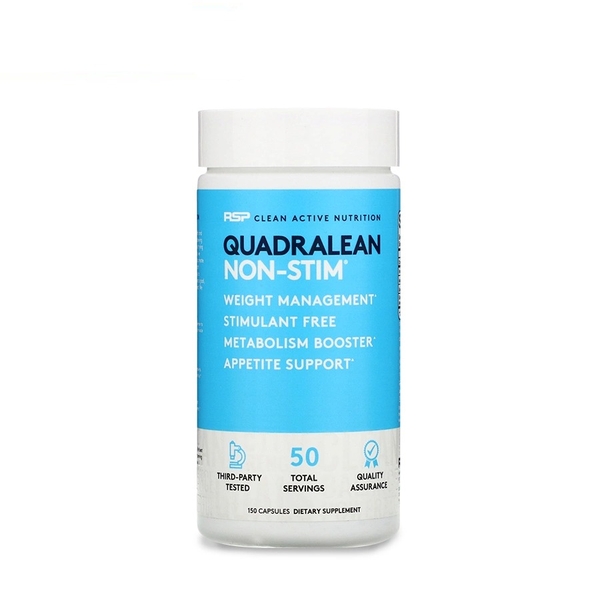 RSP CLEAN ACTIVE NUTRITION
QUADRALEAN
NON-STIM*
WEIGHT MANAGEMENT*
STIMULANT FREE
METABOLISM BOOSTER*
APPETITE SUPPORT*
THIRD-PARTY
TESTED
50
TOTAL
SERVINGS
QUALITY
ASSURANCE
150 CAPSULES DIETARY SUPPLEMENT